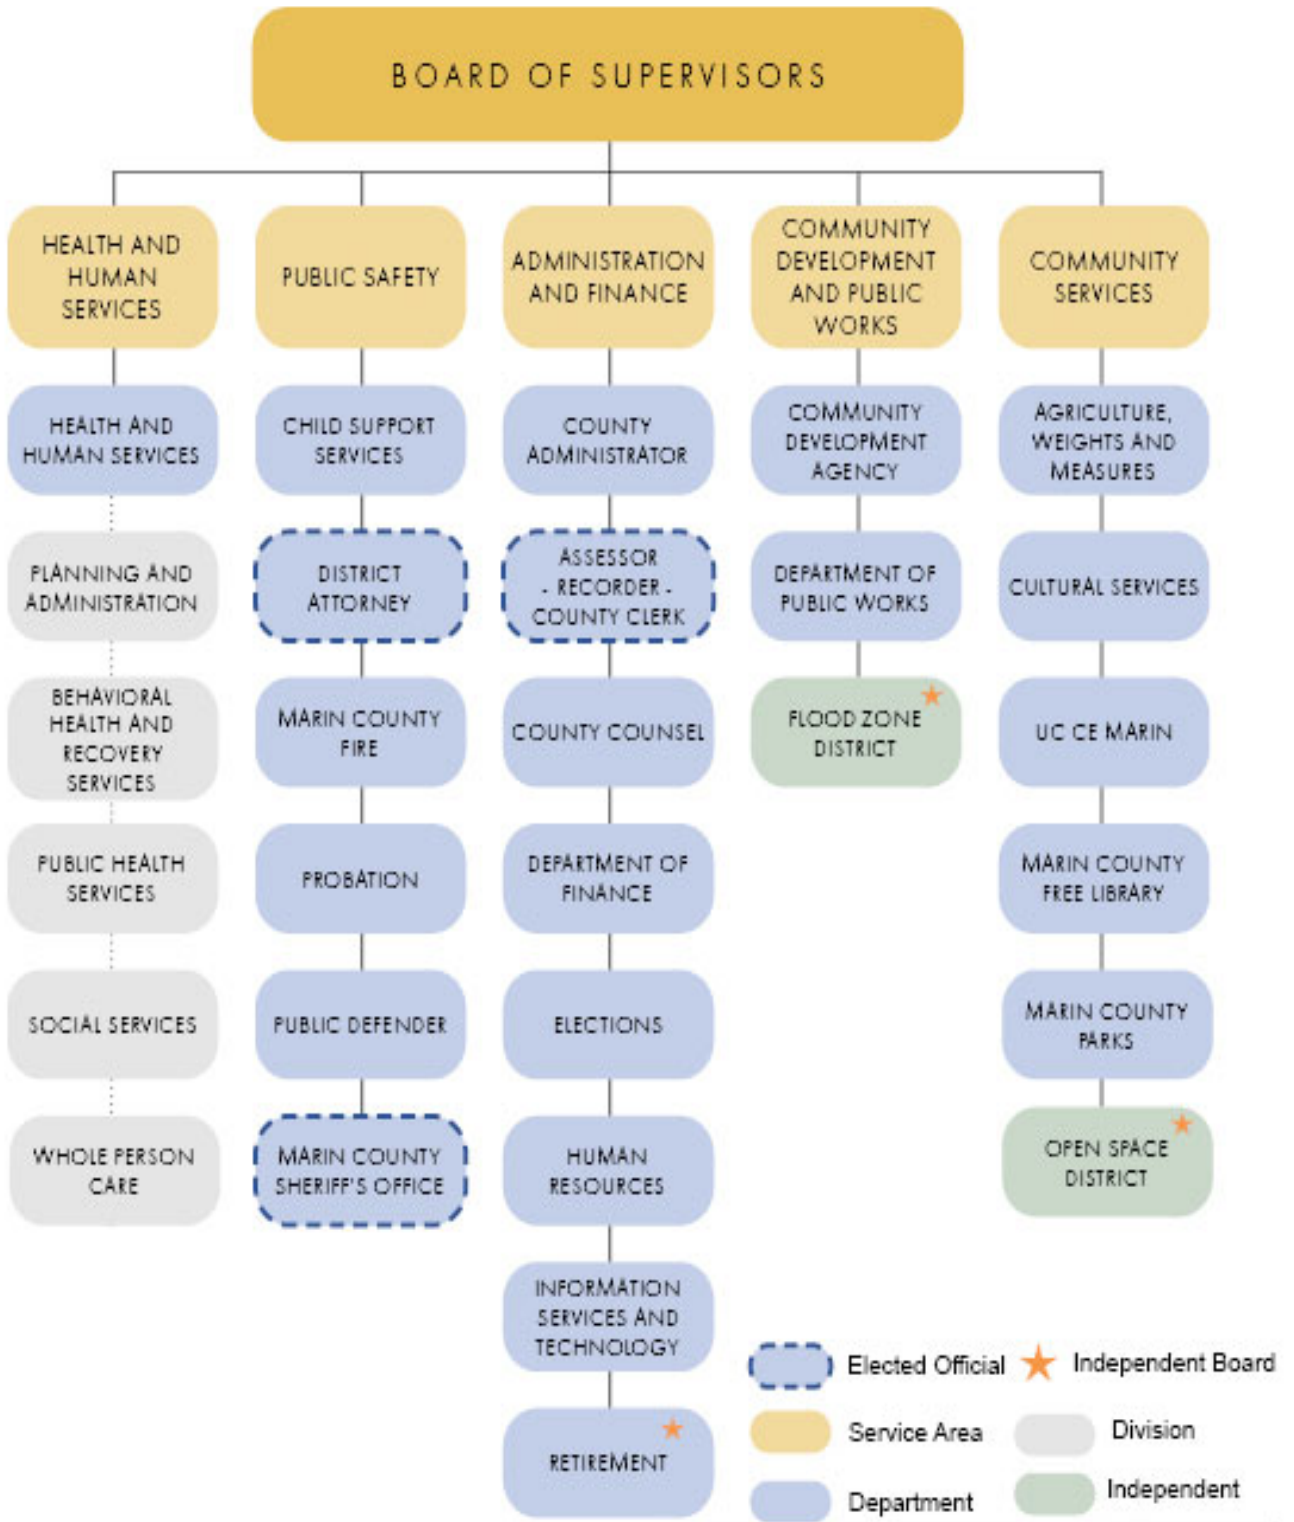 BOARD OF SUPERVISORS
HEALTH AND
HUMAN
SERVICES
PUBLIC SAFETY
ADMINISTRATION
AND FINANCE
COMMUNITY
DEVELOPMENT
AND PUBLIC
WORKS
COMMUNITY
SERVICES
HEALTH AND
HUMAN SERVICES
CHILD SUPPORT
SERVICES
COUNTY
ADMINISTRATOR
COMMUNITY
DEVELOPMENT
AGENCY
AGRICULTURE,
WEIGHTS AND
MEASURES
PLANNING AND
ADMINISTRATION
DISTRICT
ATTORNEY
ASSESSOR
- RECORDER -
COUNTY CLERK
DEPARTMENT OF
PUBLIC WORKS
CULTURAL SERVICES
BEHAVIORAL
HEALTH AND
RECOVERY
SERVICES
MARIN COUNTY
FIRE
COUNTY COUNSEL
FLOOD ZONE
DISTRICT
UC CE MARIN
PUBLIC HEALTH
SERVICES
PROBATION
DEPARTMENT OF
FINANCE
MARIN COUNTY
FREE LIBRARY
SOCIAL SERVICES
PUBLIC DEFENDER
ELECTIONS
MARIN COUNTY
PARKS
WHOLE PERSON
CARE
MARIN COUNTY
SHERIFF'S OFFICE
HUMAN
RESOURCES
OPEN SPACE
DISTRICT
INFORMATION
SERVICES AND
TECHNOLOGY
RETIREMENT
Elected Official
Independent Board
Service Area
Division
Department
Independent